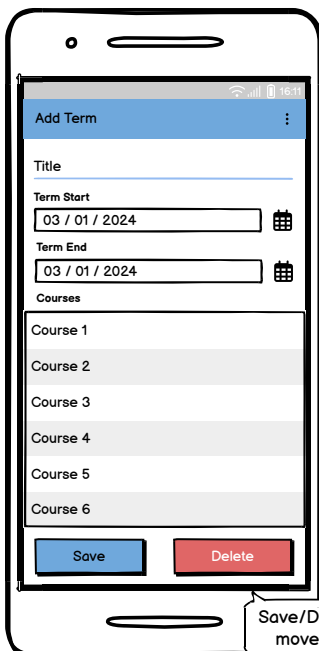 16:11
Add Term
Title
Term Start
03 / 01 / 2024
Term End
03 / 01 / 2024
Courses
Course 1
Course 2
Course 3
Course 4
Course 5
Course 6
Save Delete
Save/D
move